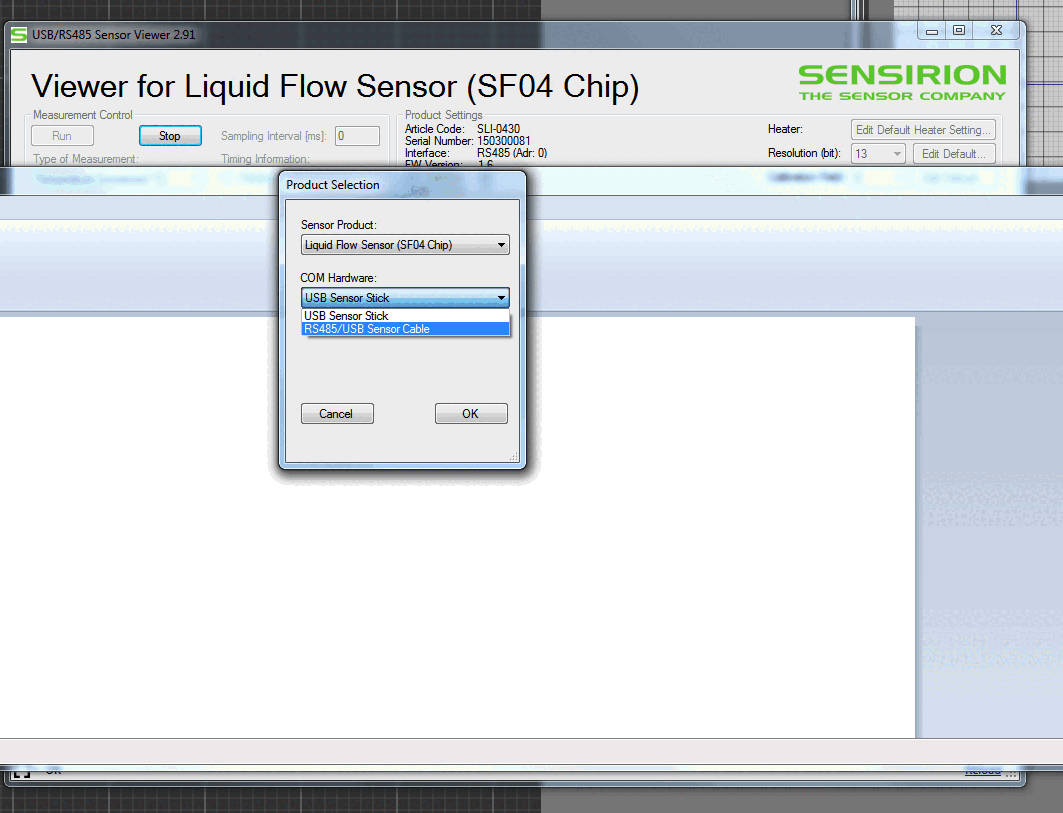 USB/RS485 Sensor Viewer 2.91
Viewer for Liquid Flow Sensor (SF04 Chip)
SENSIRION
THE SENSOR COMPANY
Measurement Control
Run
Stop
Sampling Interval [ms]:
0
Type of Measurement:
Timing Information:
Product Settings
Article Code: SLI-0430
Serial Number: 150300081
Interface: RS485 (Adr: 0)
FW Version: 1.6
Heater:
Edit Default Heater Setting...
Resolution (bit):
13
Edit Default...
Product Selection
Sensor Product:
Liquid Flow Sensor (SF04 Chip)
COM Hardware:
USB Sensor Stick
USB Sensor Stick
RS485/USB Sensor Cable
Cancel
OK
OK
Reload